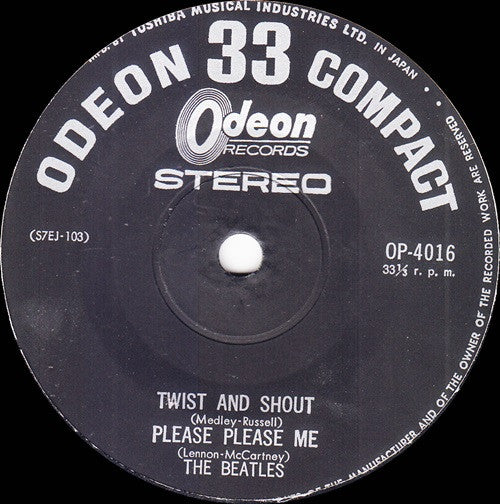 MFG. BY TOSHIBA MUSICAL INDUSTRIES LTD. IN JAPAN
ODEON 33 COMPACT
Odeon
RECORDS
STEREO
(S7EJ-103)
OP-4016
33⅓ r. p. m.
TWIST AND SHOUT
(Medley-Russell)
PLEASE PLEASE ME
(Lennon-McCartney)
THE BEATLES
OF THE MANUFACTURER AND OF THE OWNER OF THE RECORDED WORK ARE RESERVED